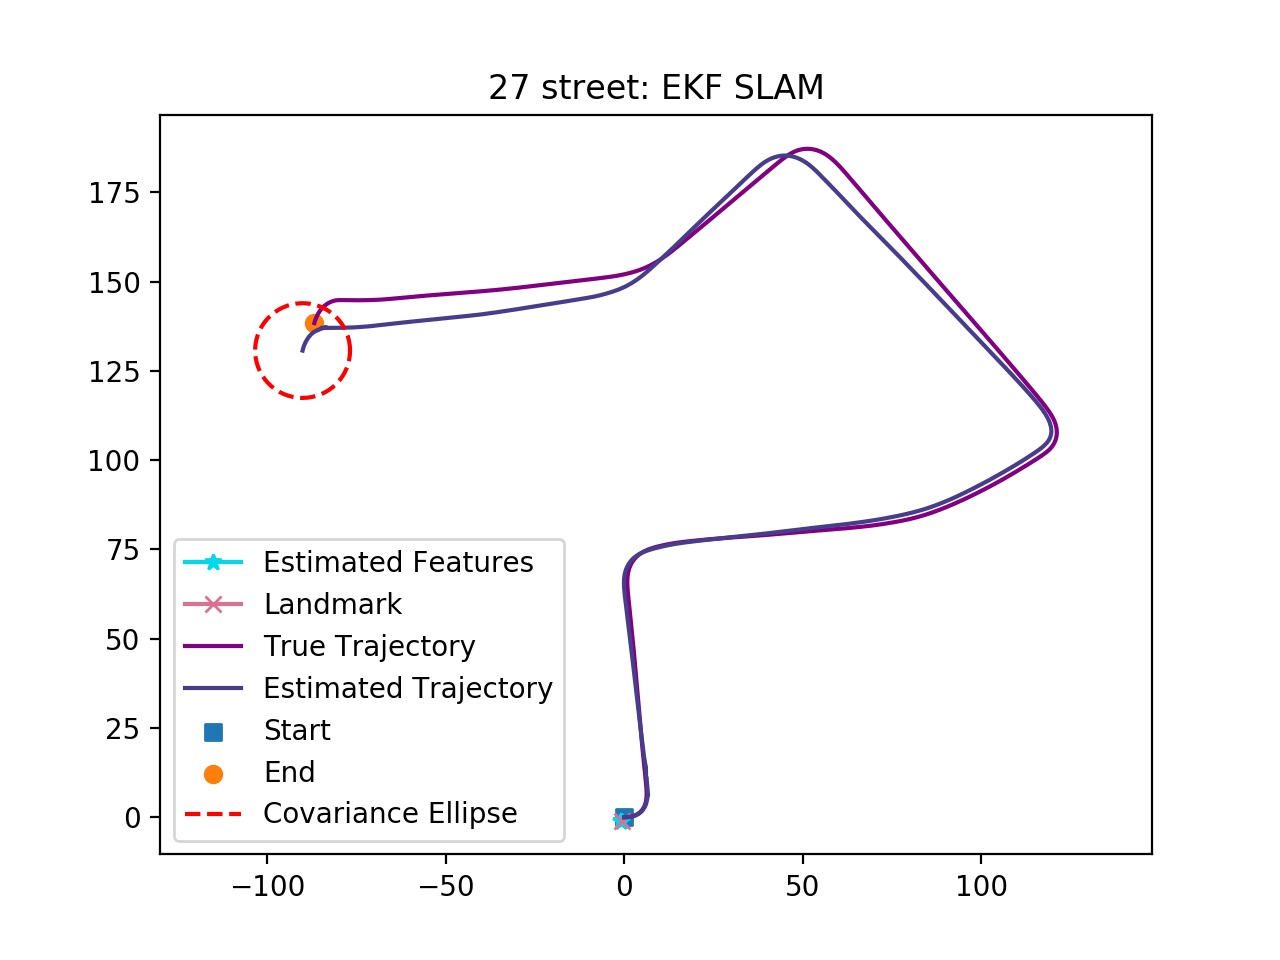 27 street: EKF SLAM
175
150
125
100
75
50
25
0
Estimated Features
Landmark
True Trajectory
Estimated Trajectory
Start
End
Covariance Ellipse
−100 −50 0 50 100